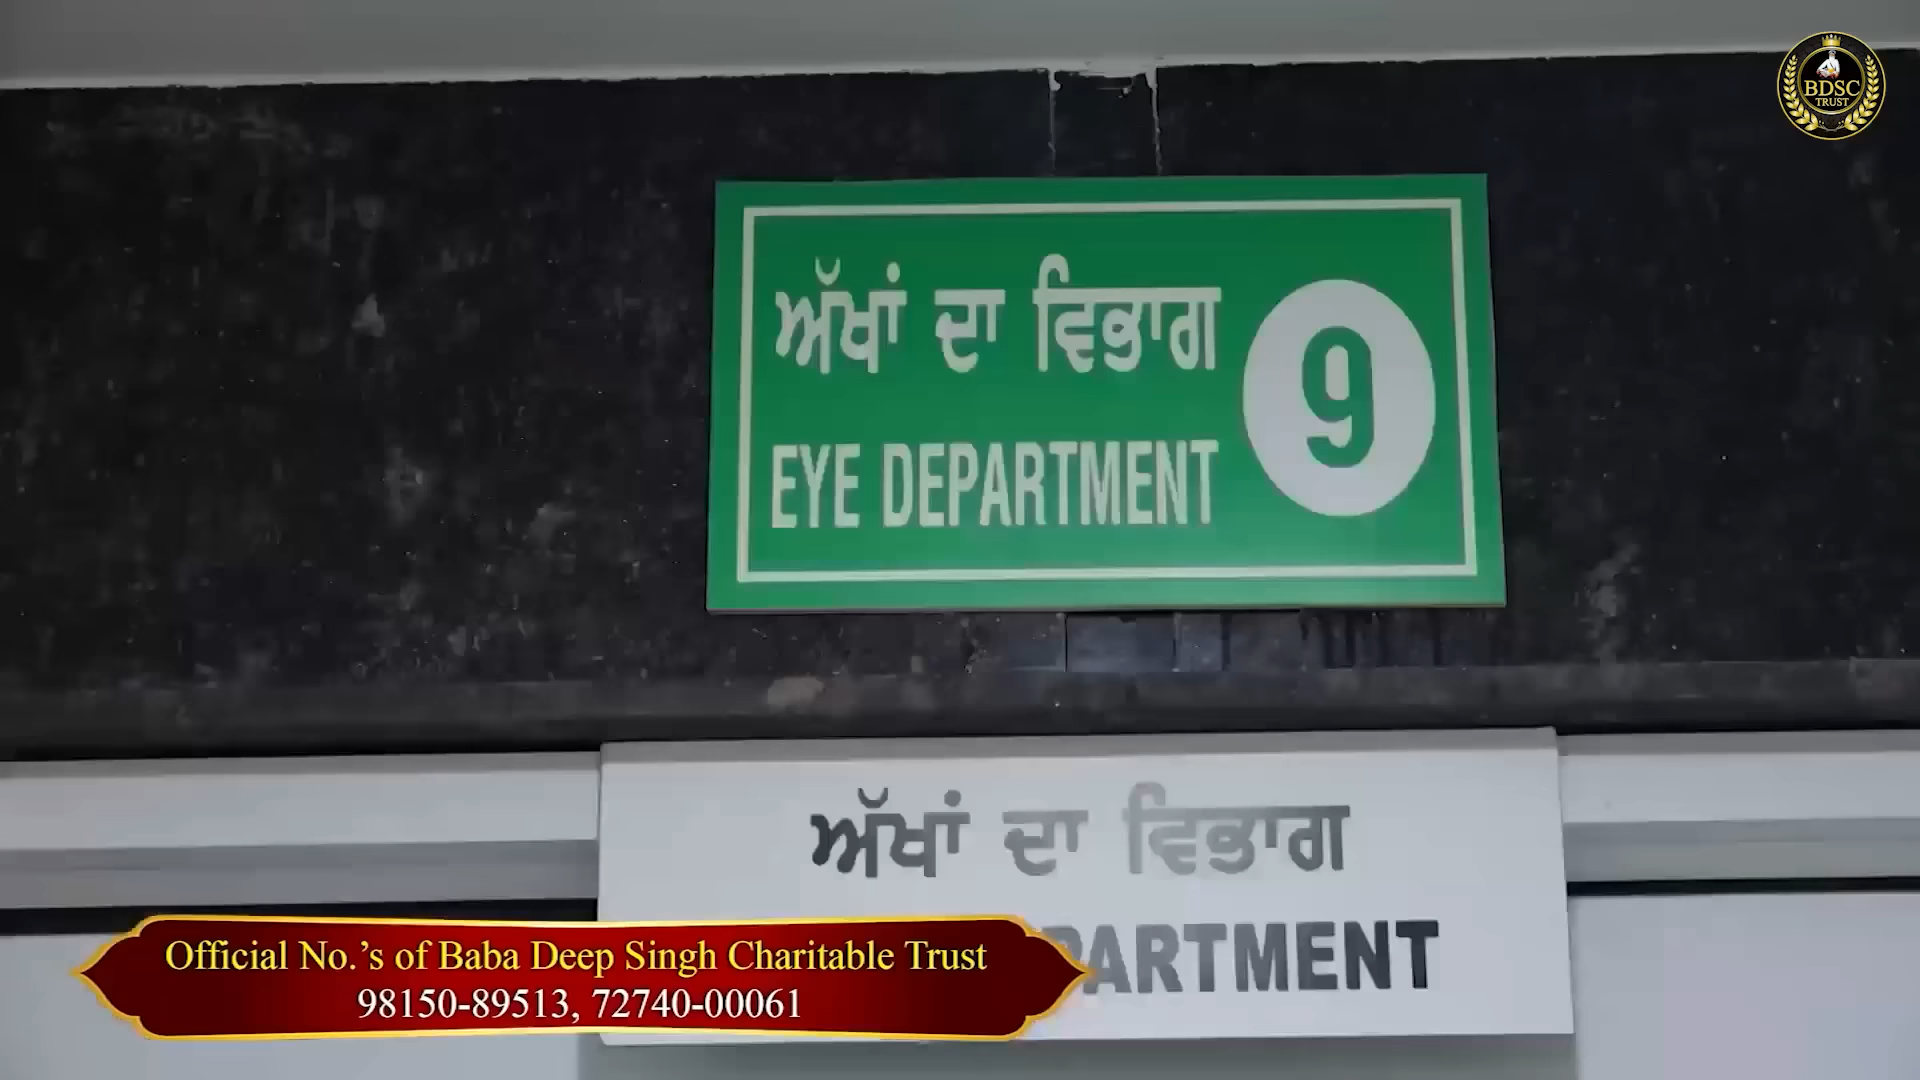 BDSC
TRUST
ਅੱਖਾਂ ਦਾ ਵਿਭਾਗ
EYE DEPARTMENT
9
ਅੱਖਾਂ ਦਾ ਵਿਭਾਗ
PARTMENT
Official No.’s of Baba Deep Singh Charitable Trust
98150-89513, 72740-00061